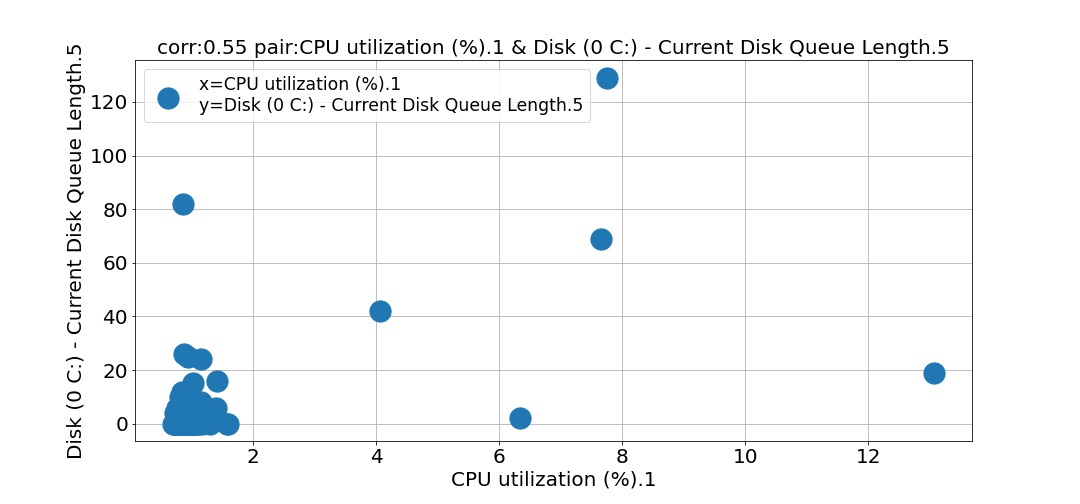 corr:0.55 pair:CPU utilization (%).1 & Disk (0 C:) - Current Disk Queue Length.5
x=CPU utilization (%).1
y=Disk (0 C:) - Current Disk Queue Length.5
Disk (0 C:) - Current Disk Queue Length.5
120
100
80
60
40
20
0
2 4 6 8 10 12
CPU utilization (%).1